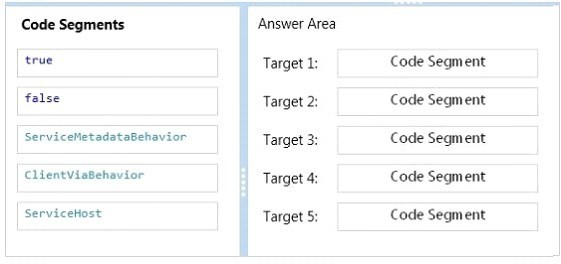 Code Segments
true
false
ServiceMetadataBehavior
ClientViaBehavior
ServiceHost
Answer Area
Target 1: Code Segment
Target 2: Code Segment
Target 3: Code Segment
Target 4: Code Segment
Target 5: Code Segment